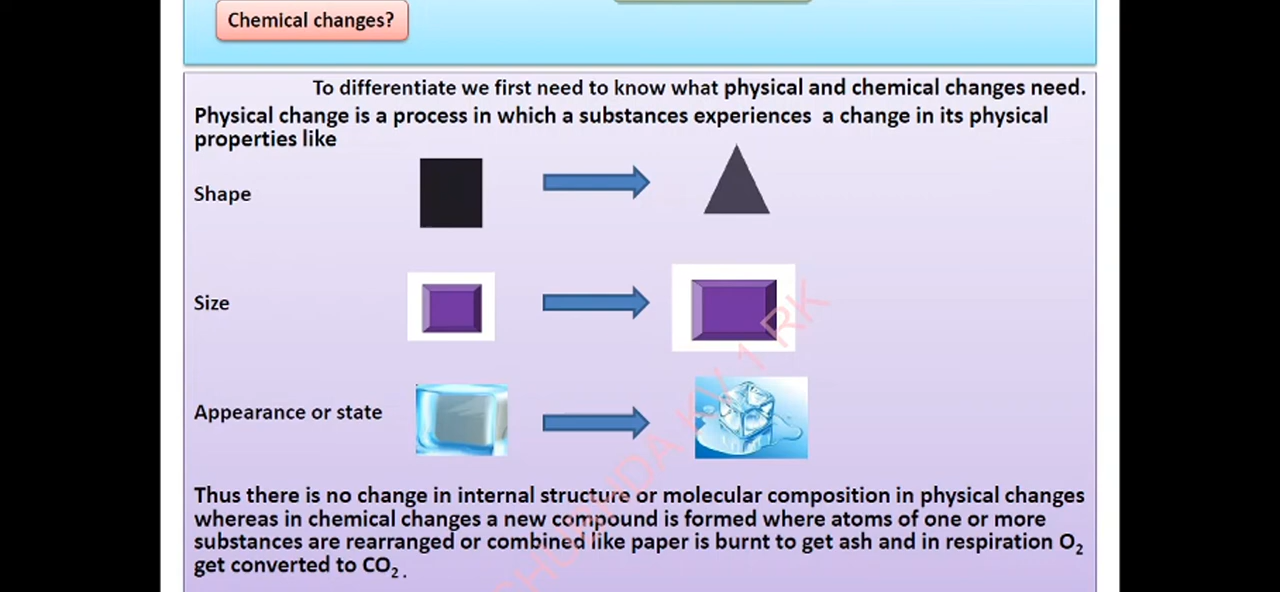 Chemical changes?
To differentiate we first need to know what physical and chemical changes need.
Physical change is a process in which a substances experiences a change in its physical
properties like
Shape
Size
Appearance or state
Thus there is no change in internal structure or molecular composition in physical changes
whereas in chemical changes a new compound is formed where atoms of one or more
substances are rearranged or combined like paper is burnt to get ash and in respiration O₂
get converted to CO₂ .